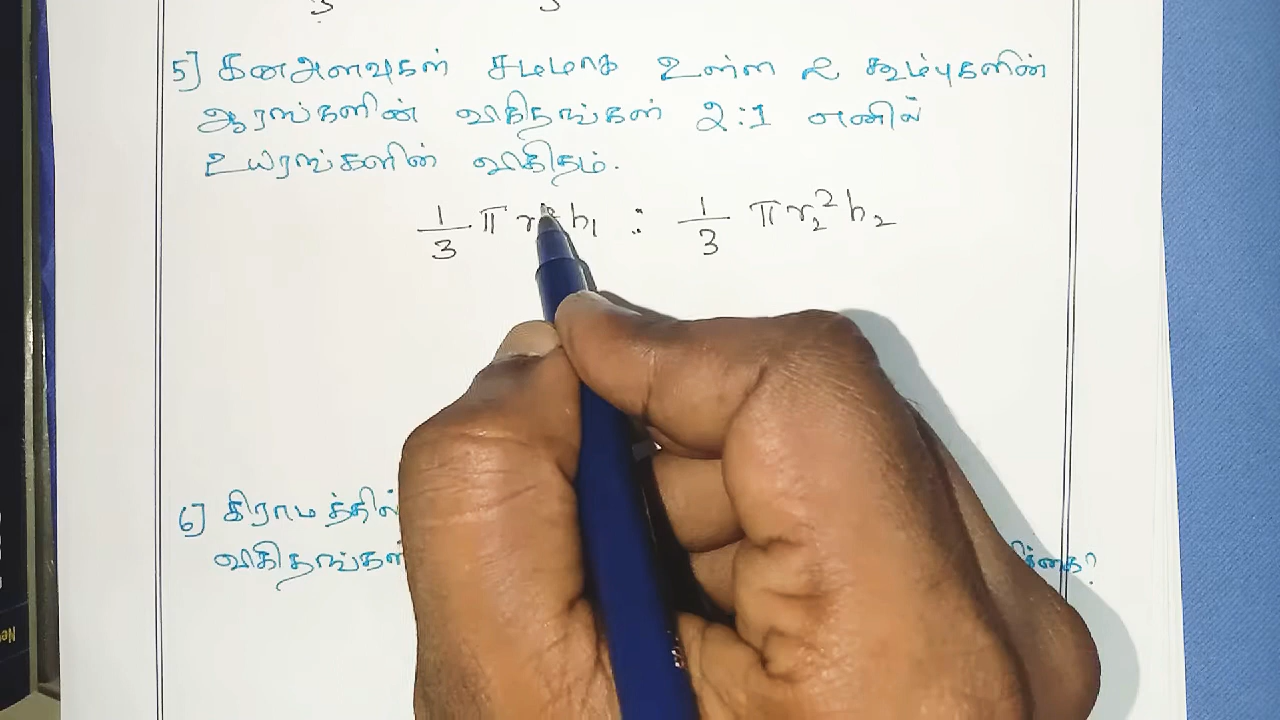 5] கனஅளவுகள் சமமாக உள்ள 2 கூம்புகளின்
ஆரங்களின் விகிதங்கள் 2:1 எனில்
உயரங்களின் விகிதம்.
1/3 π r h₁ : 1/3 π r₂² h₂
6] கிராமத்தில்
விகிதங்கள்